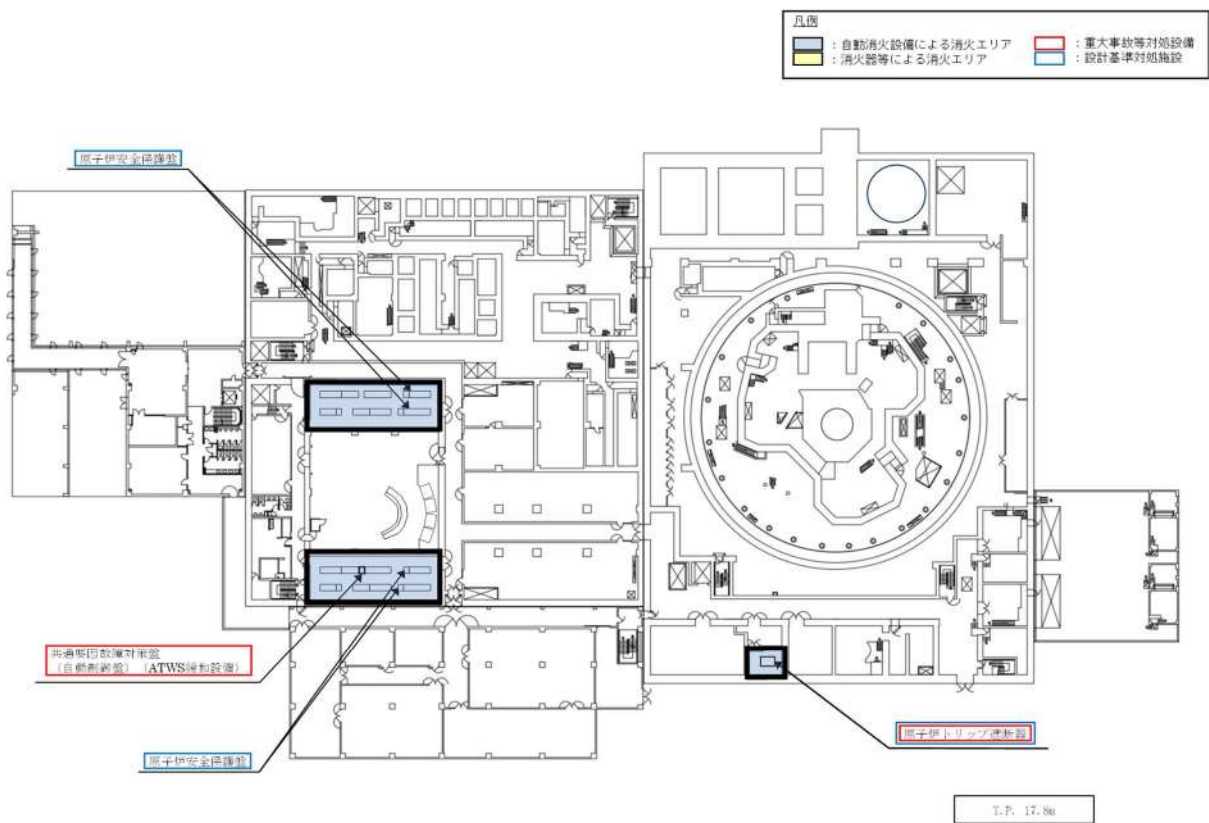 凡例
：自動消火設備による消火エリア
：消火器等による消火エリア
：重大事故等対処設備
：設計基準対処施設
原子炉安全保護盤
共通要因故障対策盤
（自動制御盤）（ATWS緩和設備）
原子炉安全保護盤
原子炉トリップ遮断器
T.P. 17.8m